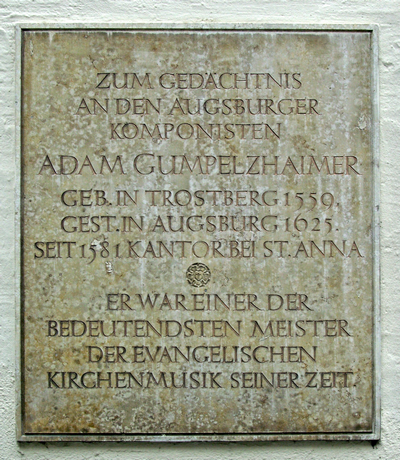 ZUM GEDÄCHTNIS
AN DEN AUGSBURGER
KOMPONISTEN
ADAM GUMPELZHAIMER
GEB. IN TROSTBERG 1559,
GEST. IN AUGSBURG 1625.
SEIT 1581 KANTOR BEI ST. ANNA
ER WAR EINER DER
BEDEUTENDSTEN MEISTER
DER EVANGELISCHEN
KIRCHENMUSIK SEINER ZEIT.